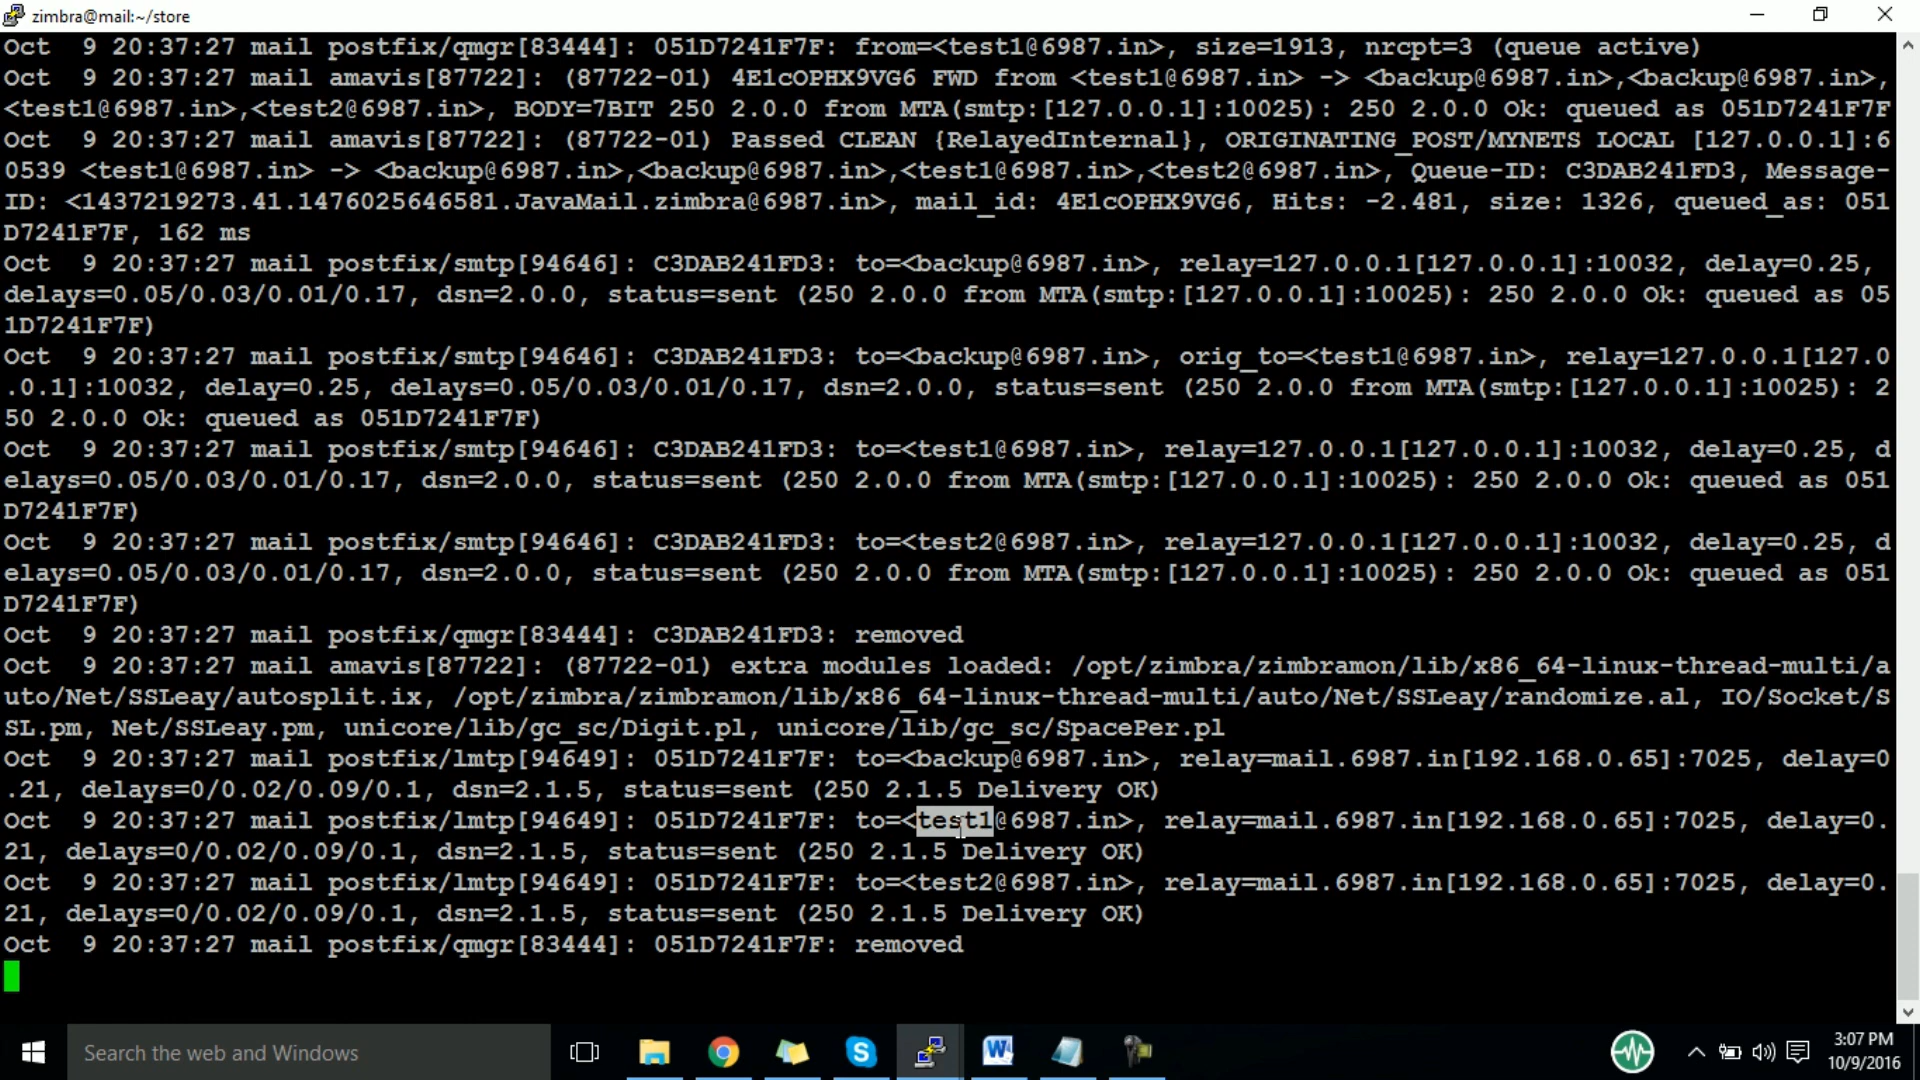 zimbra@mail:~/store
Oct  9 20:37:27 mail postfix/qmgr[83444]: 051D7241F7F: from=<test1@6987.in>, size=1913, nrcpt=3 (queue active)
Oct  9 20:37:27 mail amavis[87722]: (87722-01) 4E1cOPHX9VG6 FWD from <test1@6987.in> -> <backup@6987.in>,<backup@6987.in>,
<test1@6987.in>,<test2@6987.in>, BODY=7BIT 250 2.0.0 from MTA(smtp:[127.0.0.1]:10025): 250 2.0.0 Ok: queued as 051D7241F7F
Oct  9 20:37:27 mail amavis[87722]: (87722-01) Passed CLEAN {RelayedInternal}, ORIGINATING_POST/MYNETS LOCAL [127.0.0.1]:6
0539 <test1@6987.in> -> <backup@6987.in>,<backup@6987.in>,<test1@6987.in>,<test2@6987.in>, Queue-ID: C3DAB241FD3, Message-
ID: <1437219273.41.1476025646581.JavaMail.zimbra@6987.in>, mail_id: 4E1cOPHX9VG6, Hits: -2.481, size: 1326, queued_as: 051
D7241F7F, 162 ms
Oct  9 20:37:27 mail postfix/smtp[94646]: C3DAB241FD3: to=<backup@6987.in>, relay=127.0.0.1[127.0.0.1]:10032, delay=0.25,
delays=0.05/0.03/0.01/0.17, dsn=2.0.0, status=sent (250 2.0.0 from MTA(smtp:[127.0.0.1]:10025): 250 2.0.0 Ok: queued as 05
1D7241F7F)
Oct  9 20:37:27 mail postfix/smtp[94646]: C3DAB241FD3: to=<backup@6987.in>, orig_to=<test1@6987.in>, relay=127.0.0.1[127.0
.0.1]:10032, delay=0.25, delays=0.05/0.03/0.01/0.17, dsn=2.0.0, status=sent (250 2.0.0 from MTA(smtp:[127.0.0.1]:10025): 2
50 2.0.0 Ok: queued as 051D7241F7F)
Oct  9 20:37:27 mail postfix/smtp[94646]: C3DAB241FD3: to=<test1@6987.in>, relay=127.0.0.1[127.0.0.1]:10032, delay=0.25, d
elays=0.05/0.03/0.01/0.17, dsn=2.0.0, status=sent (250 2.0.0 from MTA(smtp:[127.0.0.1]:10025): 250 2.0.0 Ok: queued as 051
D7241F7F)
Oct  9 20:37:27 mail postfix/smtp[94646]: C3DAB241FD3: to=<test2@6987.in>, relay=127.0.0.1[127.0.0.1]:10032, delay=0.25, d
elays=0.05/0.03/0.01/0.17, dsn=2.0.0, status=sent (250 2.0.0 from MTA(smtp:[127.0.0.1]:10025): 250 2.0.0 Ok: queued as 051
D7241F7F)
Oct  9 20:37:27 mail postfix/qmgr[83444]: C3DAB241FD3: removed
Oct  9 20:37:27 mail amavis[87722]: (87722-01) extra modules loaded: /opt/zimbra/zimbramon/lib/x86_64-linux-thread-multi/a
uto/Net/SSLeay/autosplit.ix, /opt/zimbra/zimbramon/lib/x86_64-linux-thread-multi/auto/Net/SSLeay/randomize.al, IO/Socket/S
SL.pm, Net/SSLeay.pm, unicore/lib/gc_sc/Digit.pl, unicore/lib/gc_sc/SpacePer.pl
Oct  9 20:37:27 mail postfix/lmtp[94649]: 051D7241F7F: to=<backup@6987.in>, relay=mail.6987.in[192.168.0.65]:7025, delay=0
.21, delays=0/0.02/0.09/0.1, dsn=2.1.5, status=sent (250 2.1.5 Delivery OK)
Oct  9 20:37:27 mail postfix/lmtp[94649]: 051D7241F7F: to=<test1@6987.in>, relay=mail.6987.in[192.168.0.65]:7025, delay=0.
21, delays=0/0.02/0.09/0.1, dsn=2.1.5, status=sent (250 2.1.5 Delivery OK)
Oct  9 20:37:27 mail postfix/lmtp[94649]: 051D7241F7F: to=<test2@6987.in>, relay=mail.6987.in[192.168.0.65]:7025, delay=0.
21, delays=0/0.02/0.09/0.1, dsn=2.1.5, status=sent (250 2.1.5 Delivery OK)
Oct  9 20:37:27 mail postfix/qmgr[83444]: 051D7241F7F: removed
Search the web and Windows
3:07 PM
10/9/2016